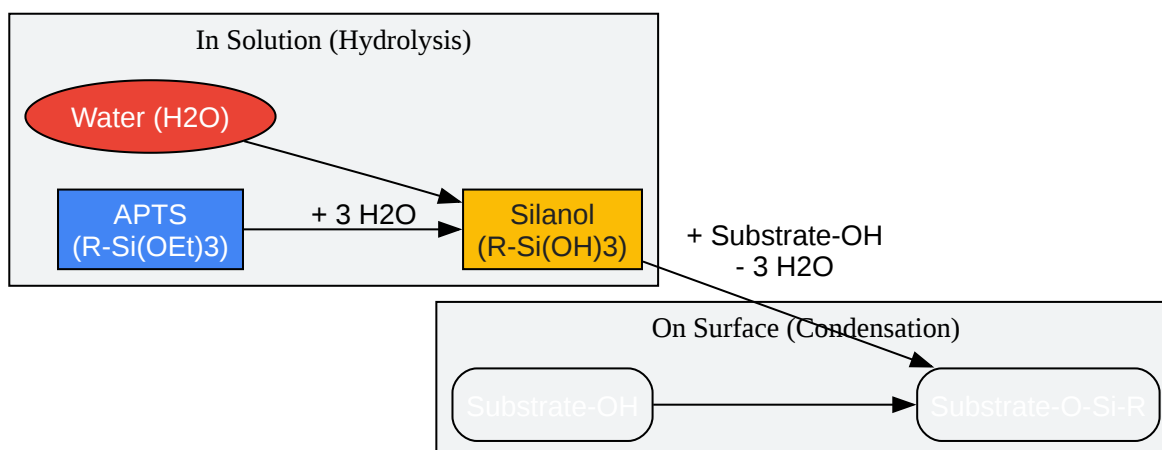 In Solution (Hydrolysis)
Water (H2O)
APTS
(R-Si(OEt)3)
+ 3 H2O
Silanol
(R-Si(OH)3)
+ Substrate-OH
- 3 H2O
On Surface (Condensation)
Substrate-OH
Substrate-O-Si-R